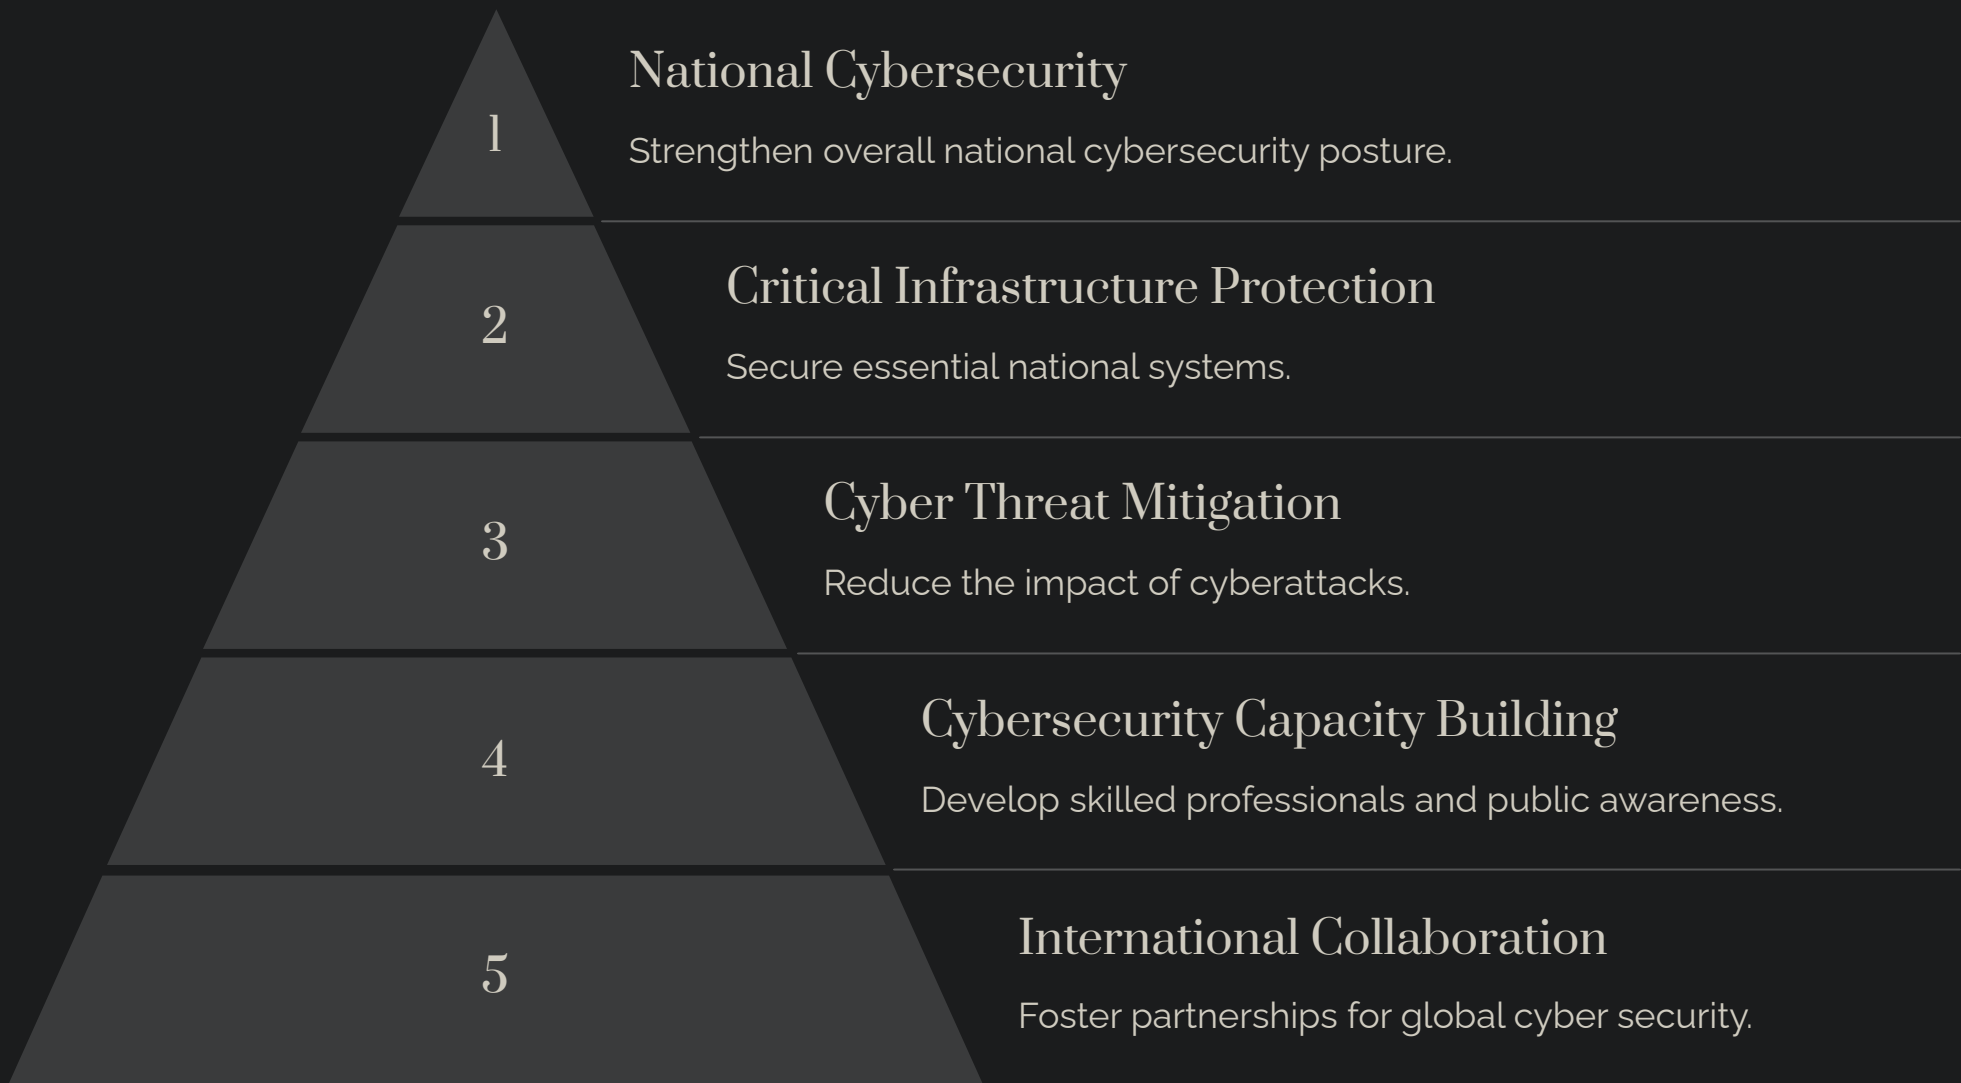 1
National Cybersecurity
Strengthen overall national cybersecurity posture.
2
Critical Infrastructure Protection
Secure essential national systems.
3
Cyber Threat Mitigation
Reduce the impact of cyberattacks.
4
Cybersecurity Capacity Building
Develop skilled professionals and public awareness.
5
International Collaboration
Foster partnerships for global cyber security.